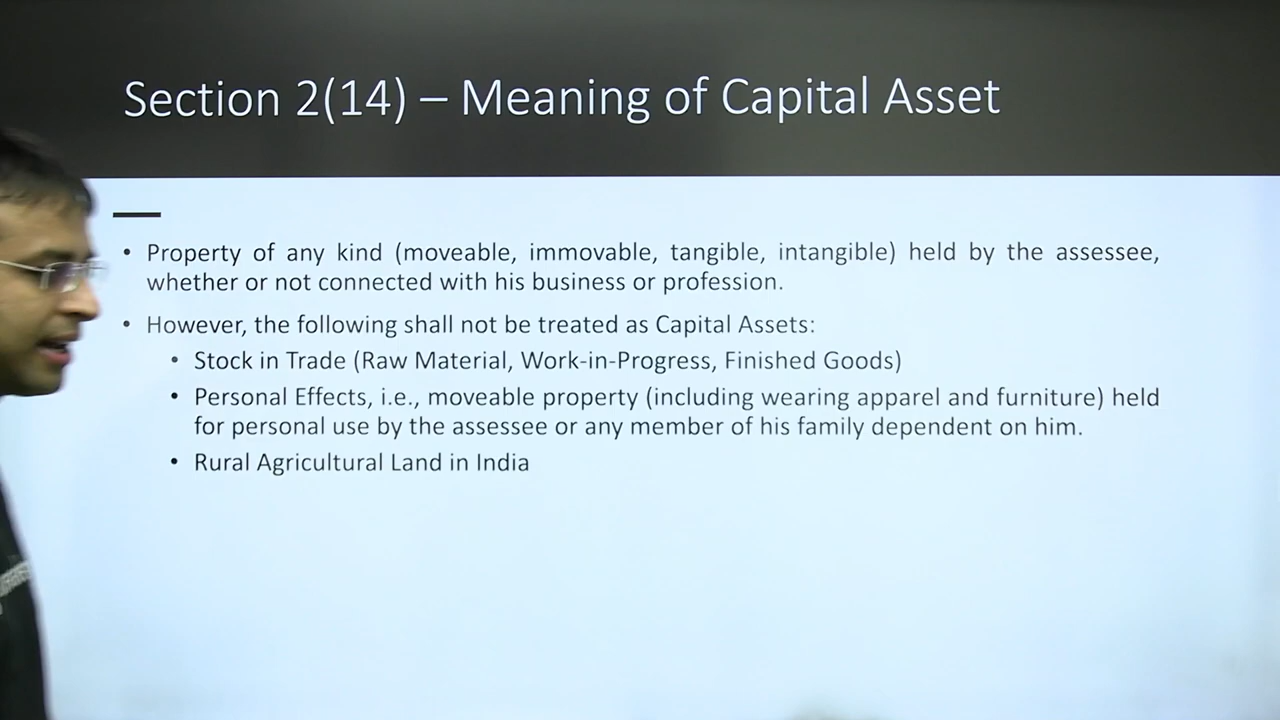 Section 2(14) – Meaning of Capital Asset
• Property of any kind (moveable, immovable, tangible, intangible) held by the assessee,
whether or not connected with his business or profession.
• However, the following shall not be treated as Capital Assets:
• Stock in Trade (Raw Material, Work-in-Progress, Finished Goods)
• Personal Effects, i.e., moveable property (including wearing apparel and furniture) held
for personal use by the assessee or any member of his family dependent on him.
• Rural Agricultural Land in India